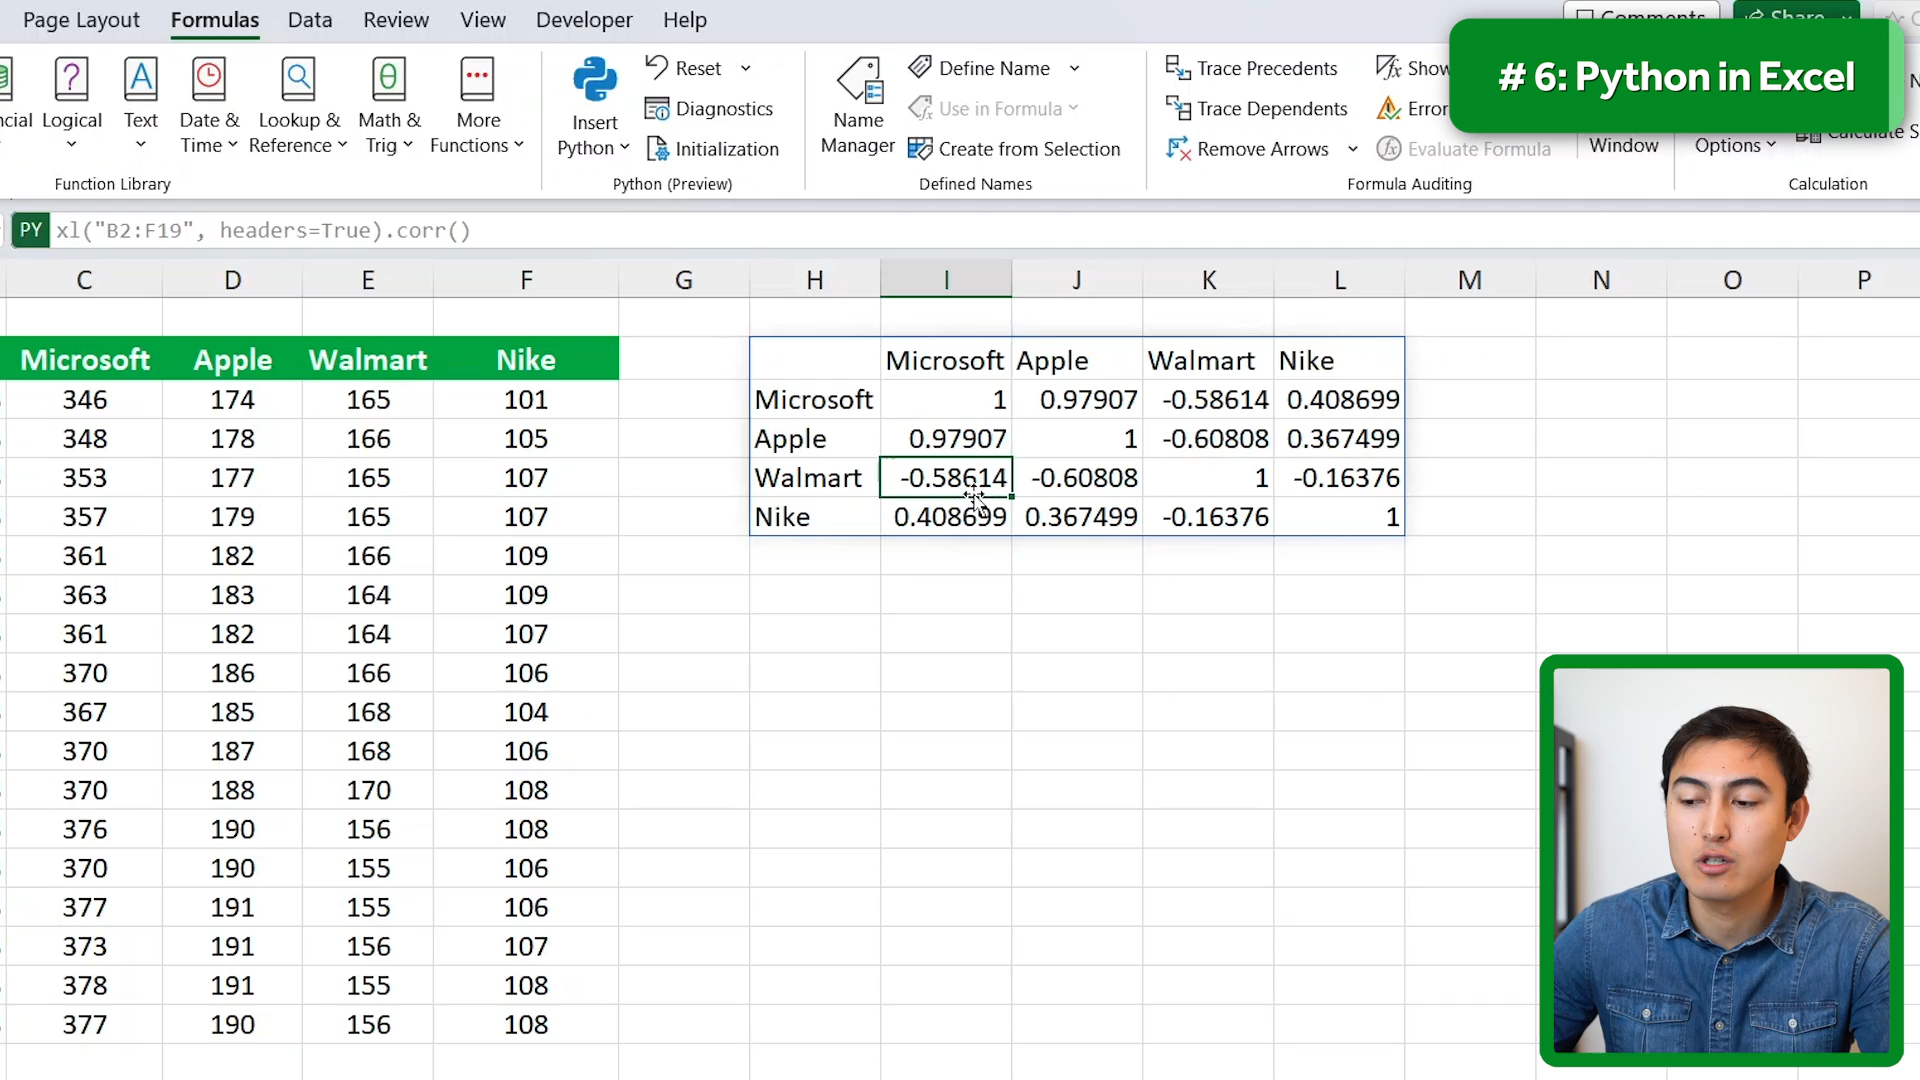 Page Layout Formulas Data Review View Developer Help Comments Share
# 6: Python in Excel
Logical Text Date & Time Lookup & Reference Math & Trig More Functions
Function Library
Insert Python Reset Diagnostics Initialization
Python (Preview)
Name Manager Define Name Use in Formula Create from Selection
Defined Names
Trace Precedents Trace Dependents Remove Arrows Error Evaluate Formula
Formula Auditing
Window Options
Calculation
PY xl("B2:F19", headers=True).corr()
C D E F G H I J K L M N O P
Microsoft Apple Walmart Nike Microsoft Apple Walmart Nike
346 174 165 101 Microsoft 1 0.97907 -0.58614 0.408699
348 178 166 105 Apple 0.97907 1 -0.60808 0.367499
353 177 165 107 Walmart -0.58614 -0.60808 1 -0.16376
357 179 165 107 Nike 0.408699 0.367499 -0.16376 1
361 182 166 109
363 183 164 109
361 182 164 107
370 186 166 106
367 185 168 104
370 187 168 106
370 188 170 108
376 190 156 108
370 190 155 106
377 191 155 106
373 191 156 107
378 191 155 108
377 190 156 108